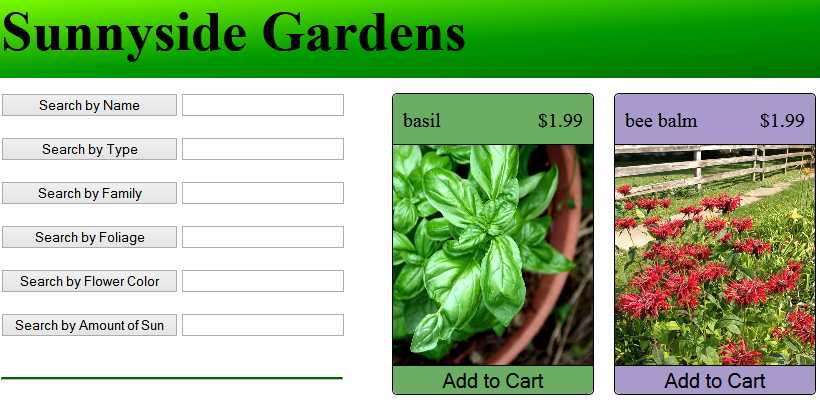 Sunnyside Gardens
Search by Name
Search by Type
Search by Family
Search by Foliage
Search by Flower Color
Search by Amount of Sun
basil $1.99
Add to Cart
bee balm $1.99
Add to Cart